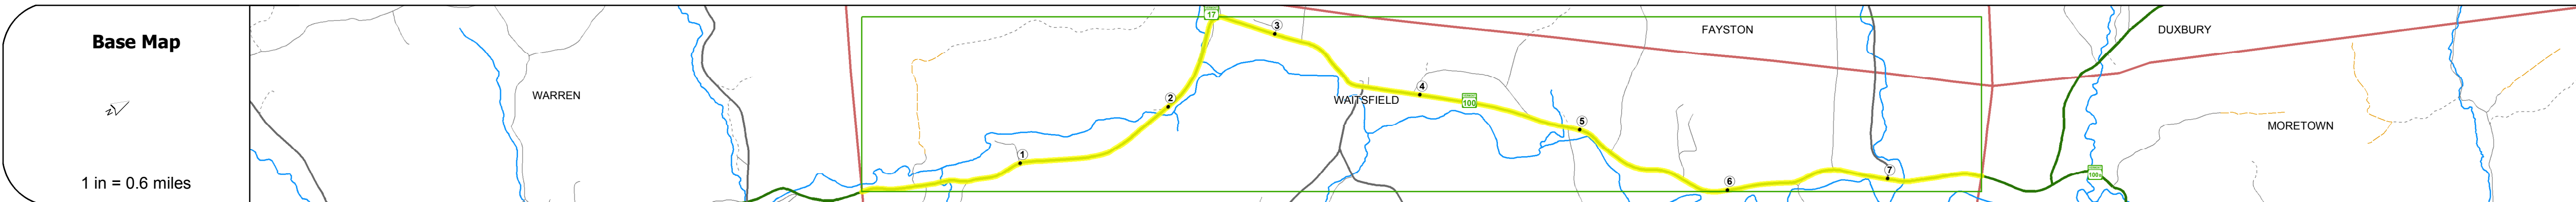 Base Map
N
1 in = 0.6 miles
WARREN
17
3
FAYSTON
DUXBURY
2
4
WAITSFIELD
100
5
1
MORETOWN
6
7
100B